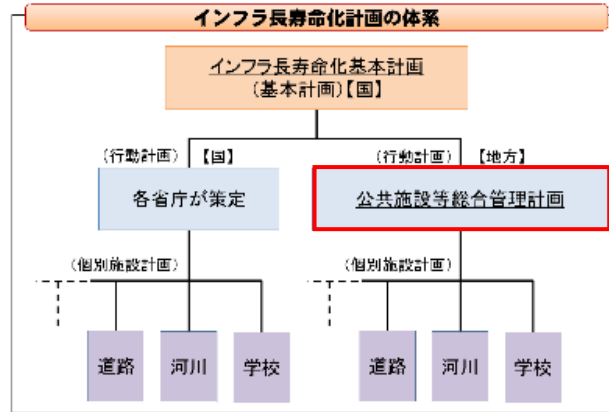 インフラ長寿命化計画の体系
インフラ長寿命化基本計画
(基本計画)【国】
(行動計画) 【国】
(行動計画) 【地方】
各省庁が策定
公共施設等総合管理計画
(個別施設計画)
(個別施設計画)
道路 河川 学校
道路 河川 学校